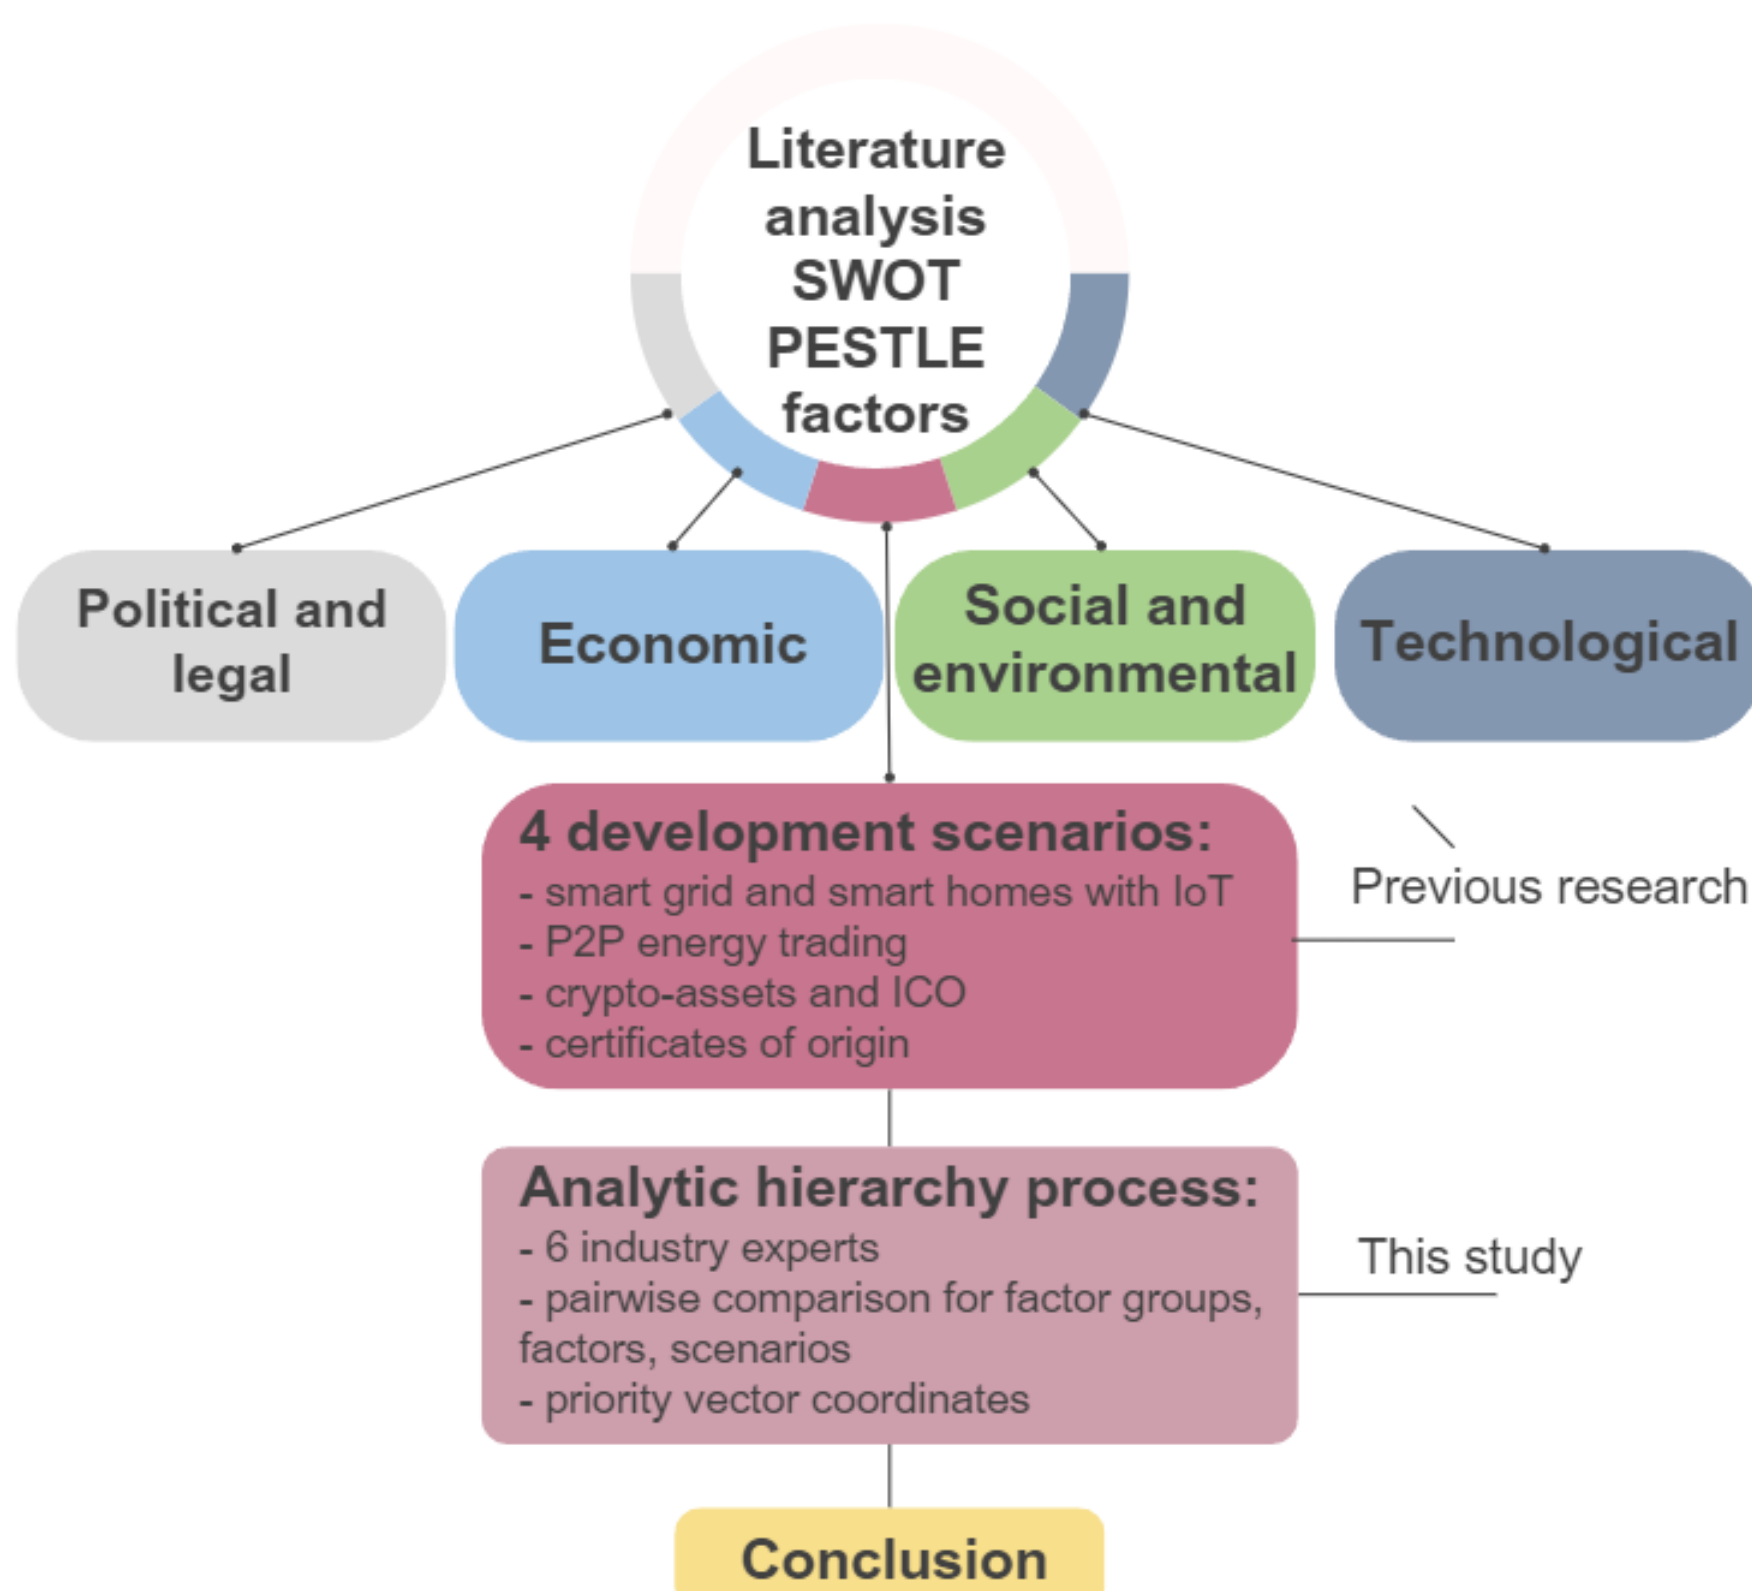 Literature
analysis
SWOT
PESTLE
factors
Political and
legal
Economic
Social and
environmental
Technological
4 development scenarios:
- smart grid and smart homes with IoT
- P2P energy trading
- crypto-assets and ICO
- certificates of origin
Previous research
Analytic hierarchy process:
- 6 industry experts
- pairwise comparison for factor groups,
factors, scenarios
- priority vector coordinates
This study
Conclusion